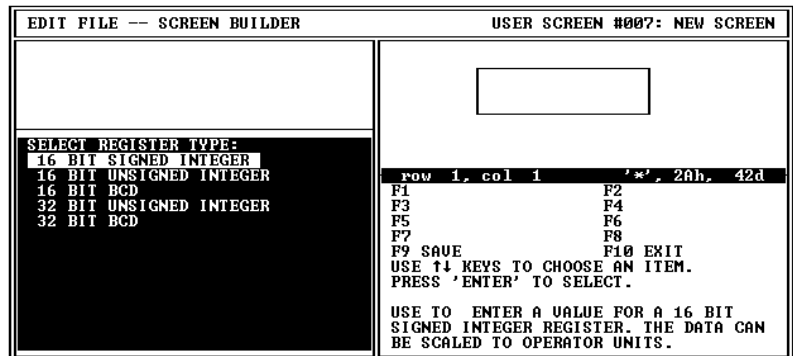 EDIT FILE -- SCREEN BUILDER
USER SCREEN #007: NEW SCREEN
SELECT REGISTER TYPE:
16 BIT SIGNED INTEGER
16 BIT UNSIGNED INTEGER
16 BIT BCD
32 BIT UNSIGNED INTEGER
32 BIT BCD
row 1, col 1 '*', 2Ah, 42d
F1 F2
F3 F4
F5 F6
F7 F8
F9 SAVE F10 EXIT
USE ↑↓ KEYS TO CHOOSE AN ITEM.
PRESS 'ENTER' TO SELECT.
USE TO ENTER A VALUE FOR A 16 BIT
SIGNED INTEGER REGISTER. THE DATA CAN
BE SCALED TO OPERATOR UNITS.